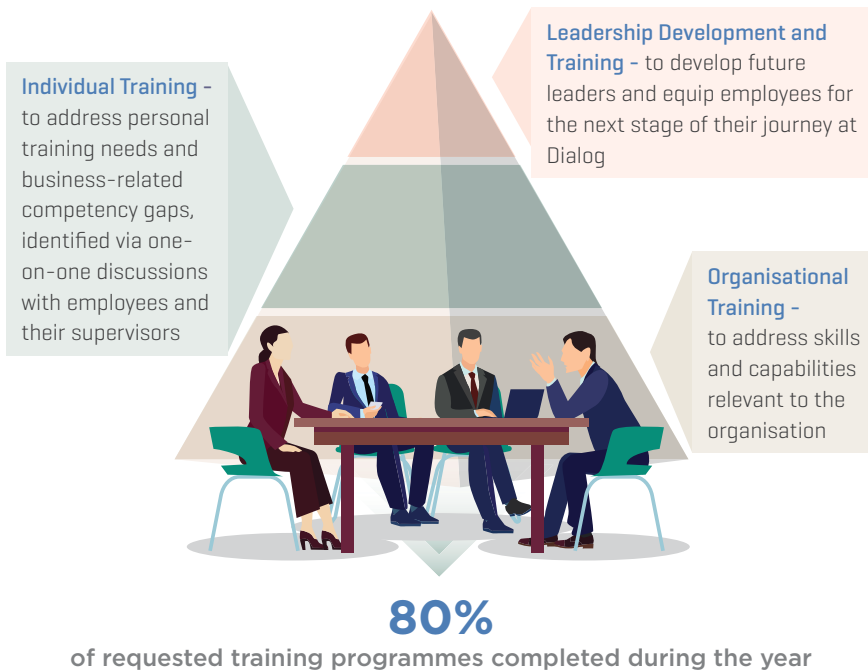 Leadership Development and
Training - to develop future
leaders and equip employees for
the next stage of their journey at
Dialog
Individual Training -
to address personal
training needs and
business-related
competency gaps,
identified via one-
on-one discussions
with employees and
their supervisors
Organisational
Training -
to address skills
and capabilities
relevant to the
organisation
80%
of requested training programmes completed during the year